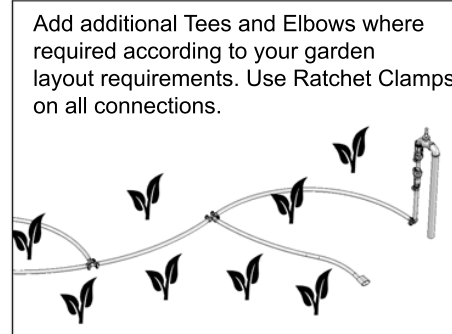 Add additional Tees and Elbows where
required according to your garden
layout requirements. Use Ratchet Clamps
on all connections.